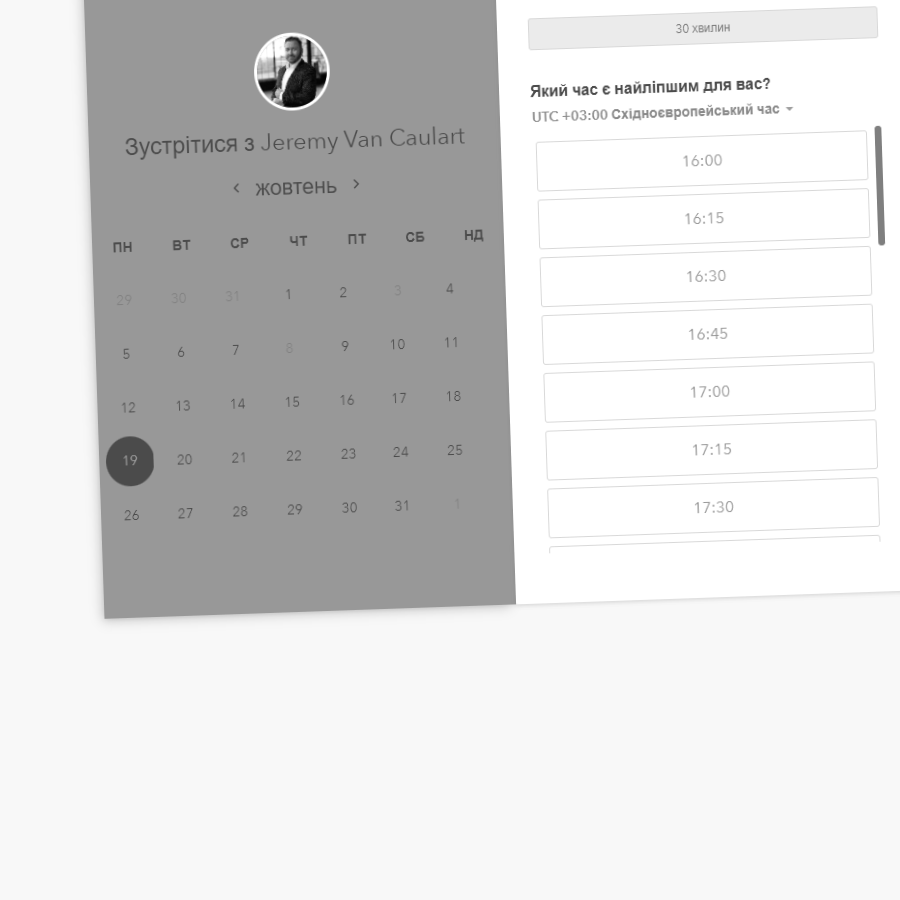 Зустрітися з Jeremy Van Caulart
‹ жовтень ›
ПН ВТ СР ЧТ ПТ СБ НД
29 30 31 1 2 3 4
5 6 7 8 9 10 11
12 13 14 15 16 17 18
19 20 21 22 23 24 25
26 27 28 29 30 31 1
30 хвилин
Який час є найліпшим для вас?
UTC +03:00 Східноєвропейський час
16:00
16:15
16:30
16:45
17:00
17:15
17:30